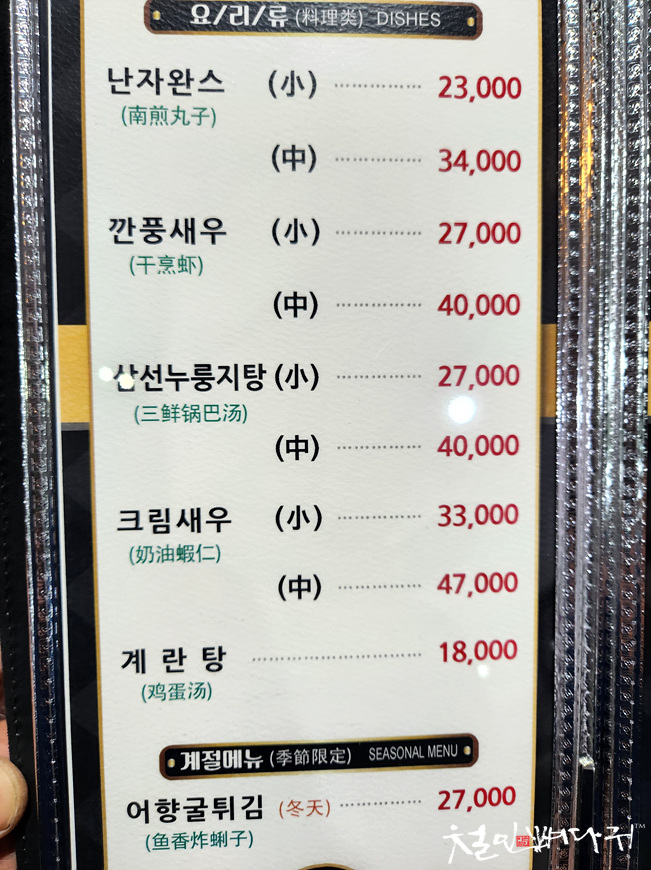 요/리/류 (料理类) DISHES
난자완스 (小) 23,000
(南煎丸子)
(中) 34,000
깐풍새우 (小) 27,000
(干烹虾)
(中) 40,000
삼선누룽지탕 (小) 27,000
(三鲜锅巴汤)
(中) 40,000
크림새우 (小) 33,000
(奶油蝦仁)
(中) 47,000
계란탕 18,000
(鸡蛋汤)
계절메뉴 (季節限定) SEASONAL MENU
어향굴튀김 (冬天) 27,000
(鱼香炸蜊子)